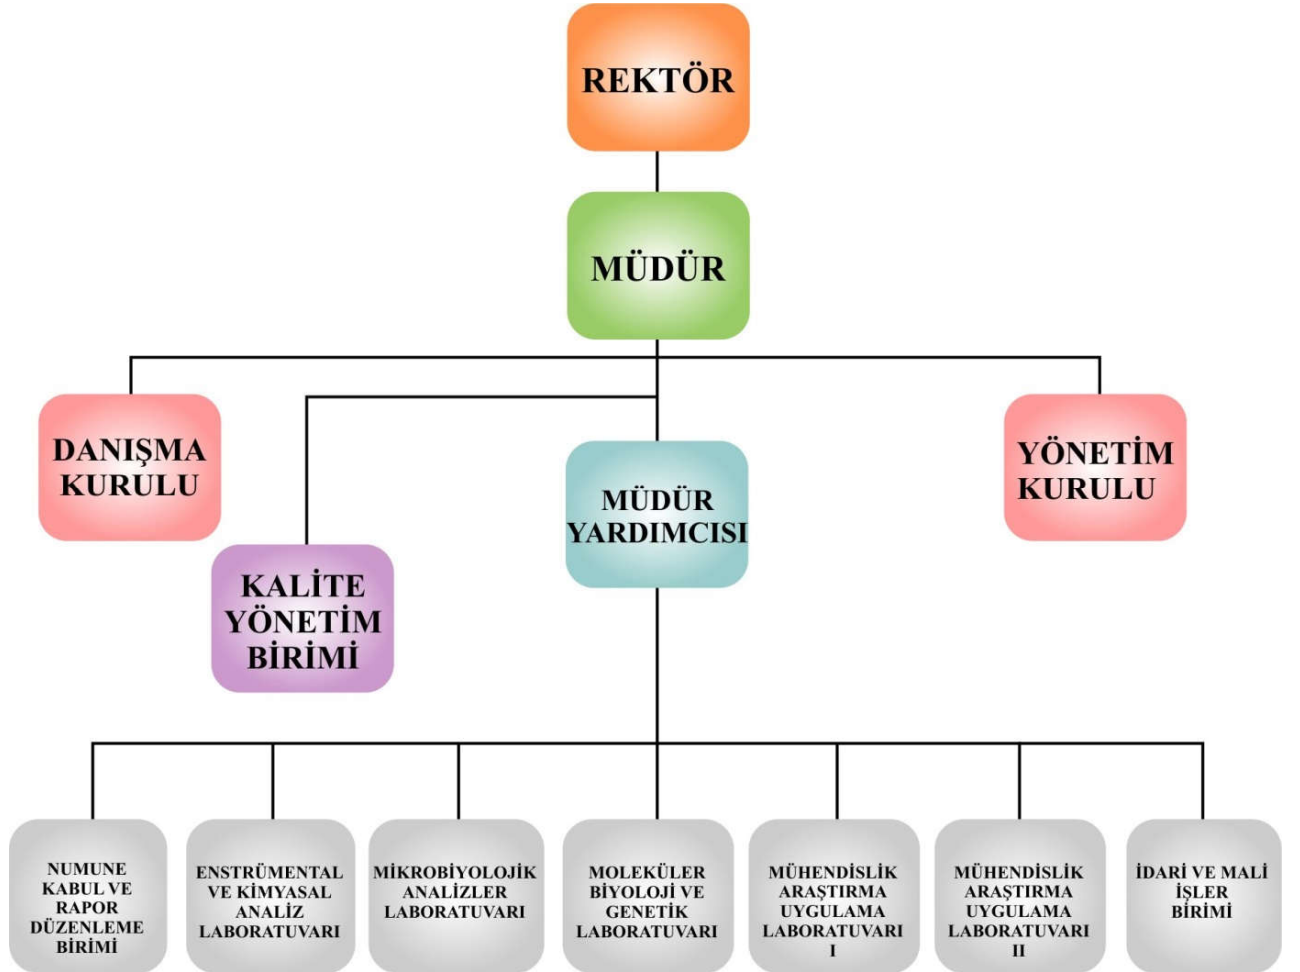 REKTÖR
MÜDÜR
DANIŞMA
KURULU
YÖNETİM
KURULU
MÜDÜR
YARDIMCISI
KALİTE
YÖNETİM
BİRİMİ
NUMUNE
KABUL VE
RAPOR
DÜZENLEME
BİRİMİ
ENSTRÜMENTAL
VE KİMYASAL
ANALİZ
LABORATUVARI
MİKROBİYOLOJİK
ANALİZLER
LABORATUVARI
MOLEKÜLER
BİYOLOJİ VE
GENETİK
LABORATUVARI
MÜHENDİSLİK
ARAŞTIRMA
UYGULAMA
LABORATUVARI
I
MÜHENDİSLİK
ARAŞTIRMA
UYGULAMA
LABORATUVARI
II
İDARİ VE MALİ
İŞLER
BİRİMİ